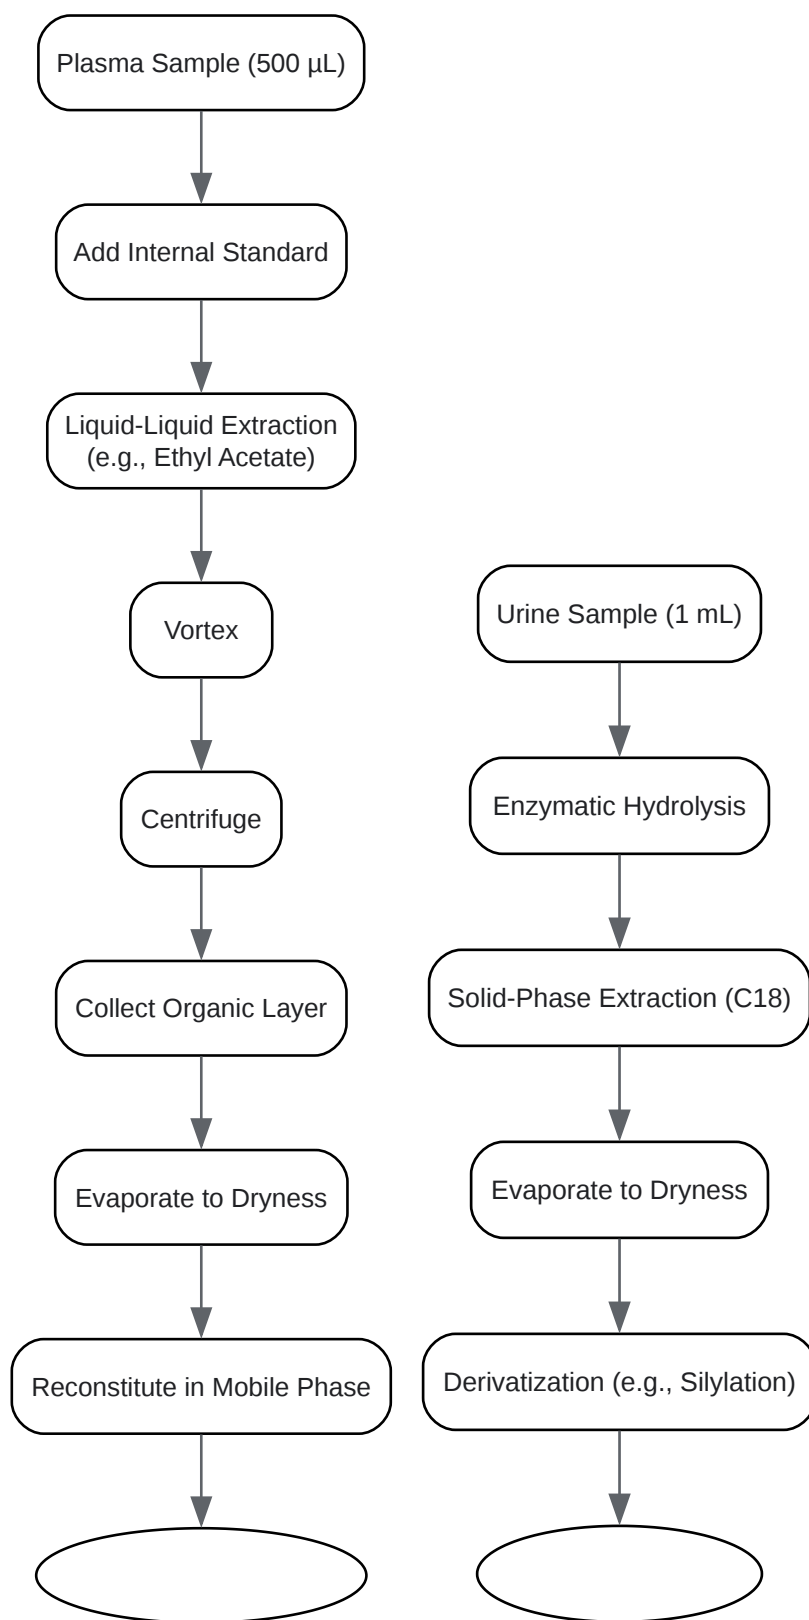 Plasma Sample (500 µL)
Add Internal Standard
Liquid-Liquid Extraction
(e.g., Ethyl Acetate)
Vortex
Centrifuge
Collect Organic Layer
Evaporate to Dryness
Reconstitute in Mobile Phase
Urine Sample (1 mL)
Enzymatic Hydrolysis
Solid-Phase Extraction (C18)
Evaporate to Dryness
Derivatization (e.g., Silylation)